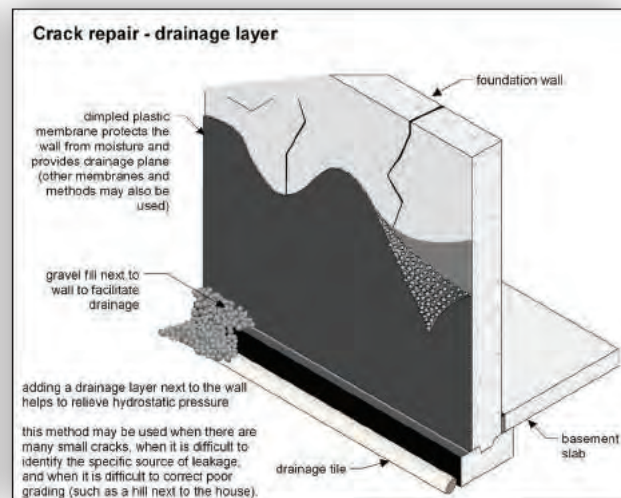 Crack repair - drainage layer
foundation wall
dimpled plastic
membrane protects the
wall from moisture and
provides drainage plane
(other membranes and
methods may also be
used)
gravel fill next to
wall to facilitate
drainage
adding a drainage layer next to the wall
helps to relieve hydrostatic pressure
this method may be used when there are
many small cracks, when it is difficult to
identify the specific source of leakage,
and when it is difficult to correct poor
grading (such as a hill next to the house).
drainage tile
basement
slab